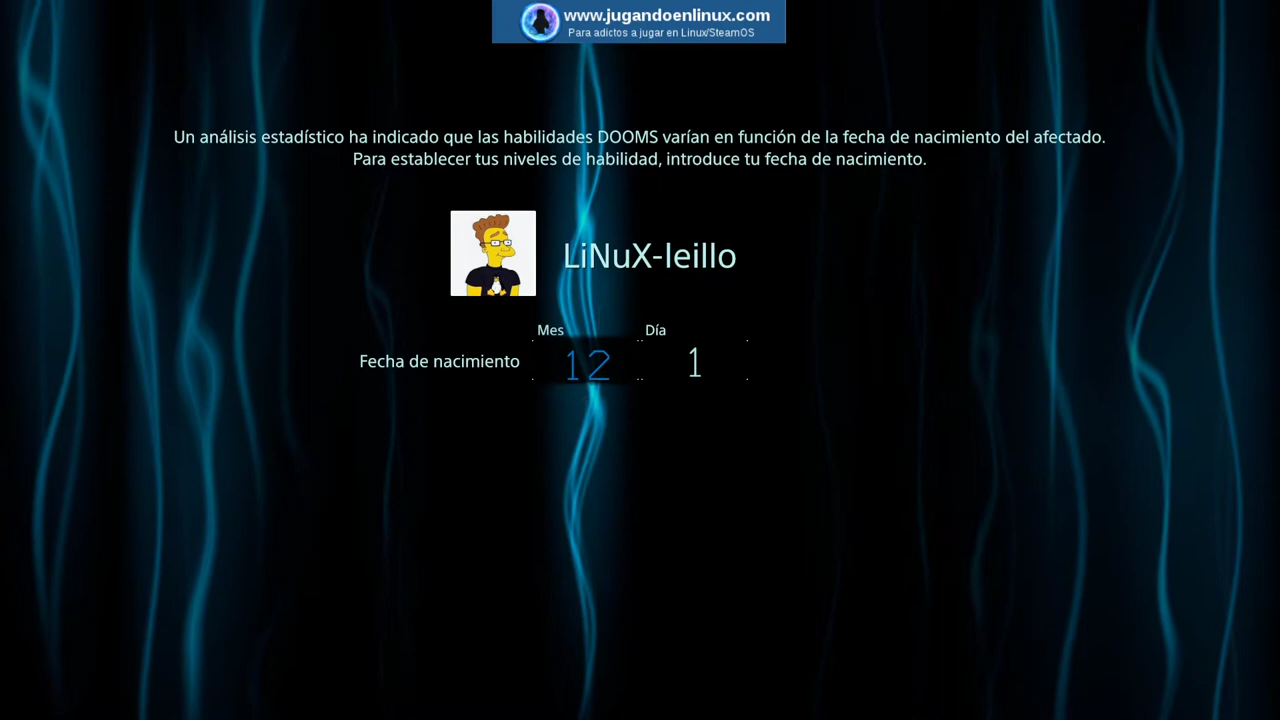 www.jugandoenlinux.com
Para adictos a jugar en Linux/SteamOS
Un análisis estadístico ha indicado que las habilidades DOOMS varían en función de la fecha de nacimiento del afectado.
Para establecer tus niveles de habilidad, introduce tu fecha de nacimiento.
LiNuX-leillo
Mes Día
Fecha de nacimiento 12 1